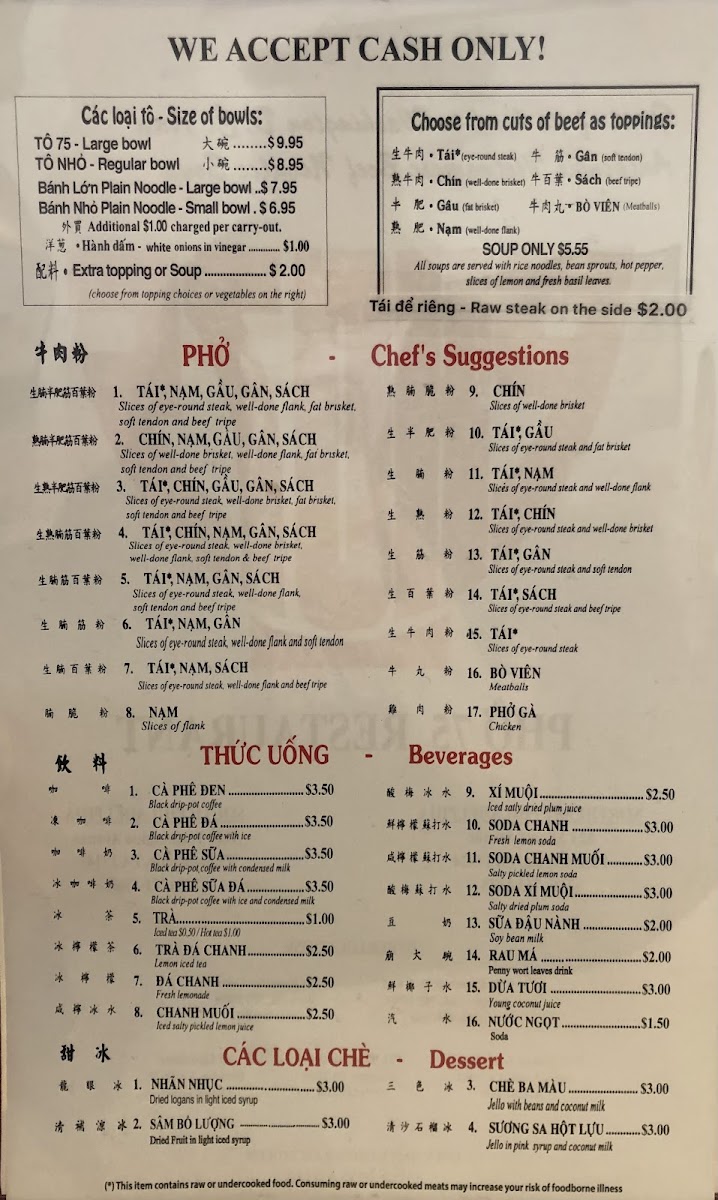 WE ACCEPT CASH ONLY!
Các loại tô - Size of bowls:
TÔ 75 - Large bowl 大碗 ........$9.95
TÔ NHỎ - Regular bowl 小碗 ........$8.95
Bánh Lớn Plain Noodle - Large bowl ..$ 7.95
Bánh Nhỏ Plain Noodle - Small bowl . $ 6.95
外買 Additional $1.00 charged per carry-out.
洋葱 • Hành dấm - white onions in vinegar ............. $1.00
配料 • Extra topping or Soup .................. $ 2.00
(choose from topping choices or vegetables on the right)
Choose from cuts of beef as toppings:
生牛肉 • Tái* (eye-round steak) 牛 筋 • Gân (soft tendon)
熟牛肉 • Chín (well-done brisket) 牛百葉 • Sách (beef tripe)
半 肥 • Gầu (fat brisket) 牛肉丸 • BÒ VIÊN (Meatballs)
熟 肥 • Nạm (well-done flank)
SOUP ONLY $5.55
All soups are served with rice noodles, bean sprouts, hot pepper,
slices of lemon and fresh basil leaves.
Tái để riêng - Raw steak on the side $2.00
牛肉粉 PHỞ - Chef's Suggestions
生腩半肥筋百葉粉 1. TÁI*, NẠM, GẦU, GÂN, SÁCH
Slices of eye-round steak, well-done flank, fat brisket,
soft tendon and beef tripe
熟腩半肥筋百葉粉 2. CHÍN, NẠM, GẦU, GÂN, SÁCH
Slices of well-done brisket, well-done flank, fat brisket,
soft tendon and beef tripe
生熟半肥筋百葉粉 3. TÁI*, CHÍN, GẦU, GÂN, SÁCH
Slices of eye-round steak, well-done brisket, fat brisket,
soft tendon and beef tripe
生熟腩筋百葉粉 4. TÁI*, CHÍN, NẠM, GÂN, SÁCH
Slices of eye-round steak, well-done brisket,
well-done flank, soft tendon & beef tripe
生腩筋百葉粉 5. TÁI*, NẠM, GÂN, SÁCH
Slices of eye-round steak, well-done flank,
soft tendon and beef tripe
生 腩 筋 粉 6. TÁI*, NẠM, GÂN
Slices of eye-round steak, well-done flank and soft tendon
生 腩 百 葉 粉 7. TÁI*, NẠM, SÁCH
Slices of eye-round steak, well-done flank and beef tripe
腩 脆 粉 8. NẠM
Slices of flank
熟 腩 脆 粉 9. CHÍN
Slices of well-done brisket
生 半 肥 粉 10. TÁI*, GẦU
Slices of eye-round steak and fat brisket
生 腩 粉 11. TÁI*, NẠM
Slices of eye-round steak and well-done flank
生 熟 粉 12. TÁI*, CHÍN
Slices of eye-round steak and well-done brisket
生 筋 粉 13. TÁI*, GÂN
Slices of eye-round steak and soft tendon
生 百 葉 粉 14. TÁI*, SÁCH
Slices of eye-round steak and beef tripe
生 牛 肉 粉 15. TÁI*
Slices of eye-round steak
牛 丸 粉 16. BÒ VIÊN
Meatballs
雞 肉 粉 17. PHỞ GÀ
Chicken
飲 料 THỨC UỐNG - Beverages
咖 啡 1. CÀ PHÊ ĐEN ......................$3.50
Black drip-pot coffee
凍 咖 啡 2. CÀ PHÊ ĐÁ ........................$3.50
Black drip-pot coffee with ice
咖 啡 奶 3. CÀ PHÊ SỮA......................$3.50
Black drip-pot coffee with condensed milk
冰 咖 啡 奶 4. CÀ PHÊ SỮA ĐÁ ................$3.50
Black drip-pot coffee with ice and condensed milk
冰 茶 5. TRÀ.....................................$1.00
Iced tea $0.50 / Hot tea $1.00
冰 檸 檬 茶 6. TRÀ ĐÁ CHANH................$2.50
Lemon iced tea
冰 檸 檬 7. ĐÁ CHANH .......................$2.50
Fresh lemonade
咸 檸 冰 水 8. CHANH MUỐI ..................$2.50
Iced salty pickled lemon juice
酸 梅 冰 水 9. XÍ MUỘI ...............................$2.50
Iced satly dried plum juice
鮮檸檬蘇打水 10. SODA CHANH ......................$3.00
Fresh lemon soda
咸檸檬蘇打水 11. SODA CHANH MUỐI ...........$3.00
Salty pickled lemon soda
酸梅蘇打水 12. SODA XÍ MUỘI....................$3.00
Salty dried plum soda
豆 奶 13. SỮA ĐẬU NÀNH ...................$2.00
Soy bean milk
崩 大 碗 14. RAU MÁ ..............................$2.00
Penny wort leaves drink
鮮 椰 子 水 15. DỪA TƯƠI ...........................$3.00
Young coconut juice
汽 水 16. NƯỚC NGỌT........................$1.50
Soda
甜 冰 CÁC LOẠI CHÈ - Dessert
龍 眼 冰 1. NHÃN NHỤC ..........................$3.00
Dried logans in light iced syrup
清 補 涼 冰 2. SÂM BỔ LƯỢNG .......................$3.00
Dried Fruit in light iced syrup
三 色 冰 3. CHÈ BA MÀU .......................$3.00
Jello with beans and coconut milk
清沙石榴冰 4. SƯƠNG SA HỘT LỰU...........$3.00
Jello in pink syrup and coconut milk
(*) This item contains raw or undercooked food. Consuming raw or undercooked meats may increase your risk of foodborne illness